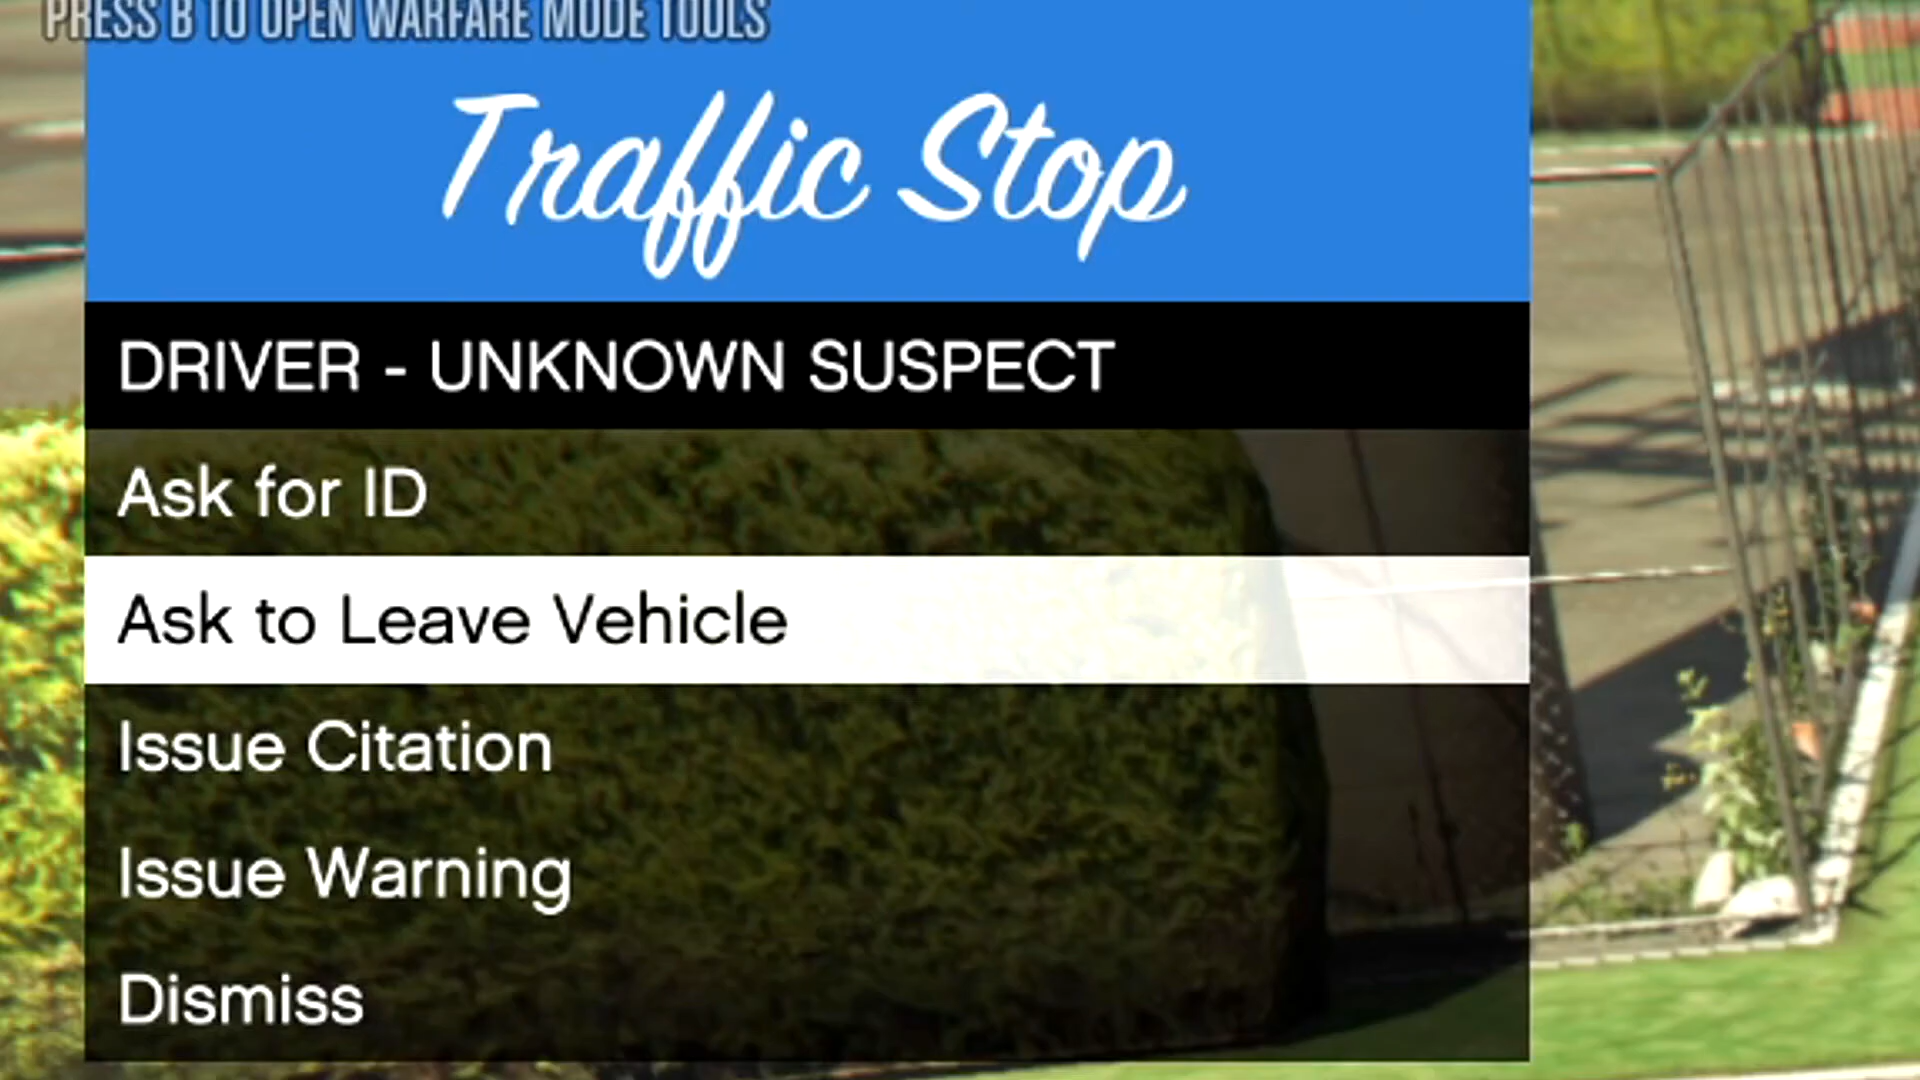 PRESS B TO OPEN WARFARE MODE TOOLS
Traffic Stop
DRIVER - UNKNOWN SUSPECT
Ask for ID
Ask to Leave Vehicle
Issue Citation
Issue Warning
Dismiss